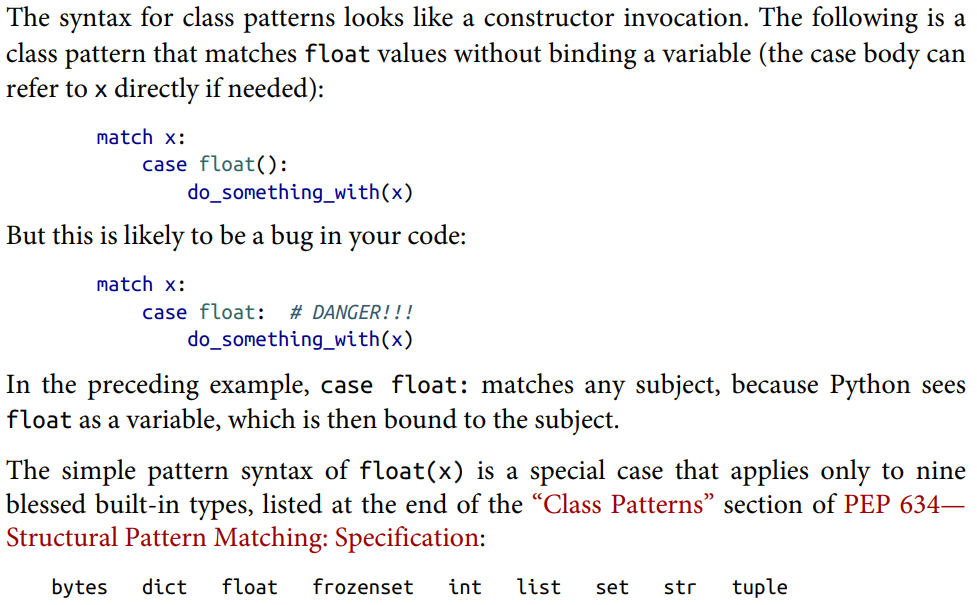 The syntax for class patterns looks like a constructor invocation. The following is a
class pattern that matches float values without binding a variable (the case body can
refer to x directly if needed):
match x:
    case float():
        do_something_with(x)
But this is likely to be a bug in your code:
match x:
    case float:  # DANGER!!!
        do_something_with(x)
In the preceding example, case float: matches any subject, because Python sees
float as a variable, which is then bound to the subject.
The simple pattern syntax of float(x) is a special case that applies only to nine
blessed built-in types, listed at the end of the “Class Patterns” section of PEP 634—
Structural Pattern Matching: Specification:
bytes   dict   float   frozenset   int   list   set   str   tuple